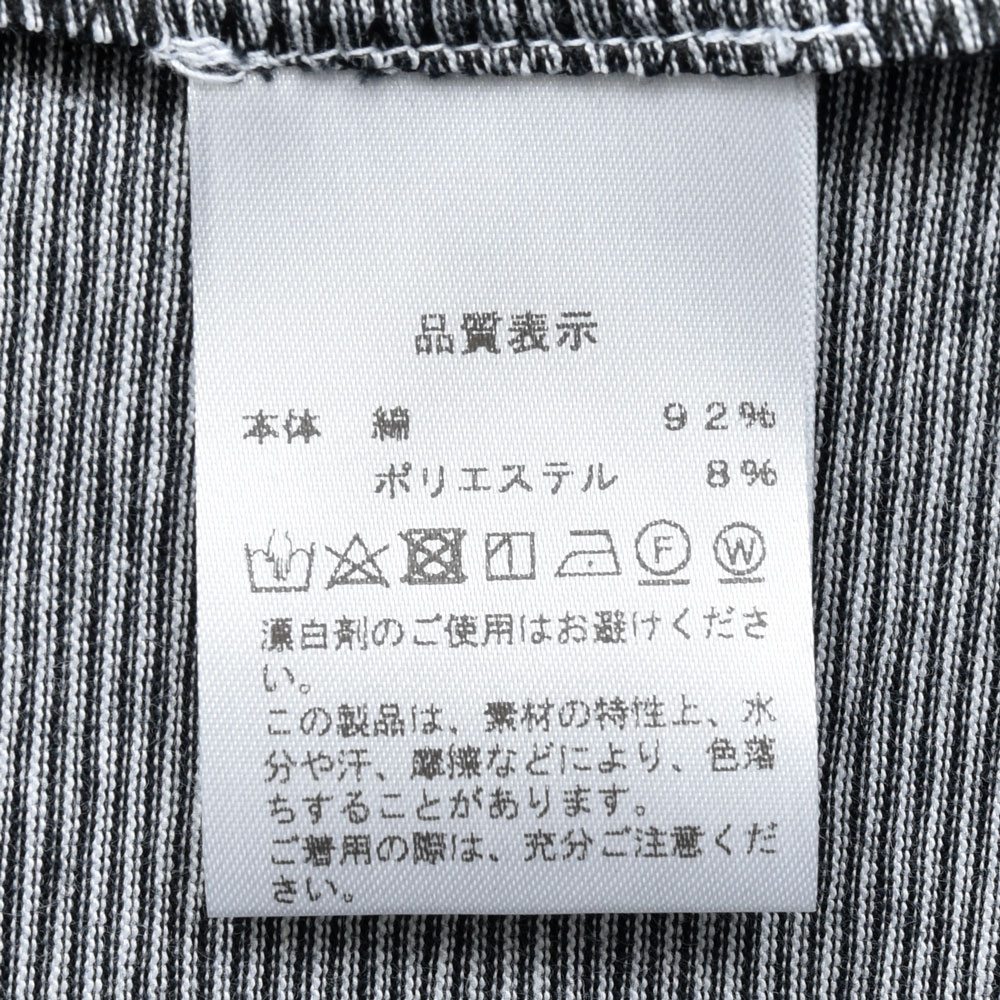 品質表示
本体 綿 92%
ポリエステル 8%
F W
漂白剤のご使用はお避けくださ
い。
この製品は、素材の特性上、水
分や汗、摩擦などにより、色落
ちすることがあります。
ご着用の際は、充分ご注意くだ
さい。